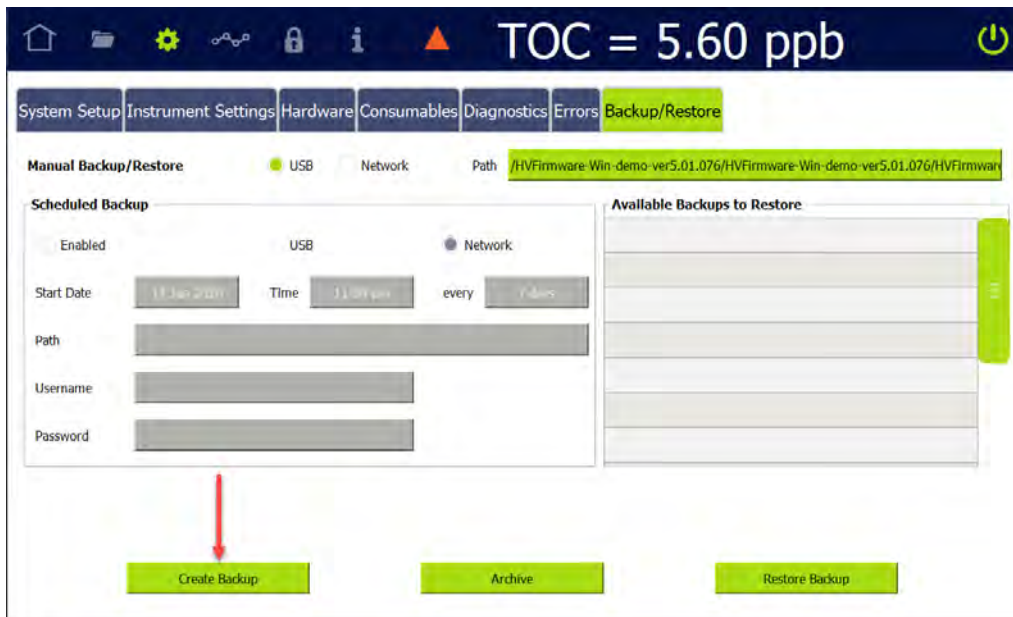 TOC = 5.60 ppb
System Setup Instrument Settings Hardware Consumables Diagnostics Errors Backup/Restore
Manual Backup/Restore USB Network Path /HVFirmware-Win-demo-ver5.01.076/HVFirmware-Win-demo-ver5.01.076/HVFirmware
Scheduled Backup Available Backups to Restore
Enabled USB Network
Start Date Time every
Path
Username
Password
Create Backup Archive Restore Backup